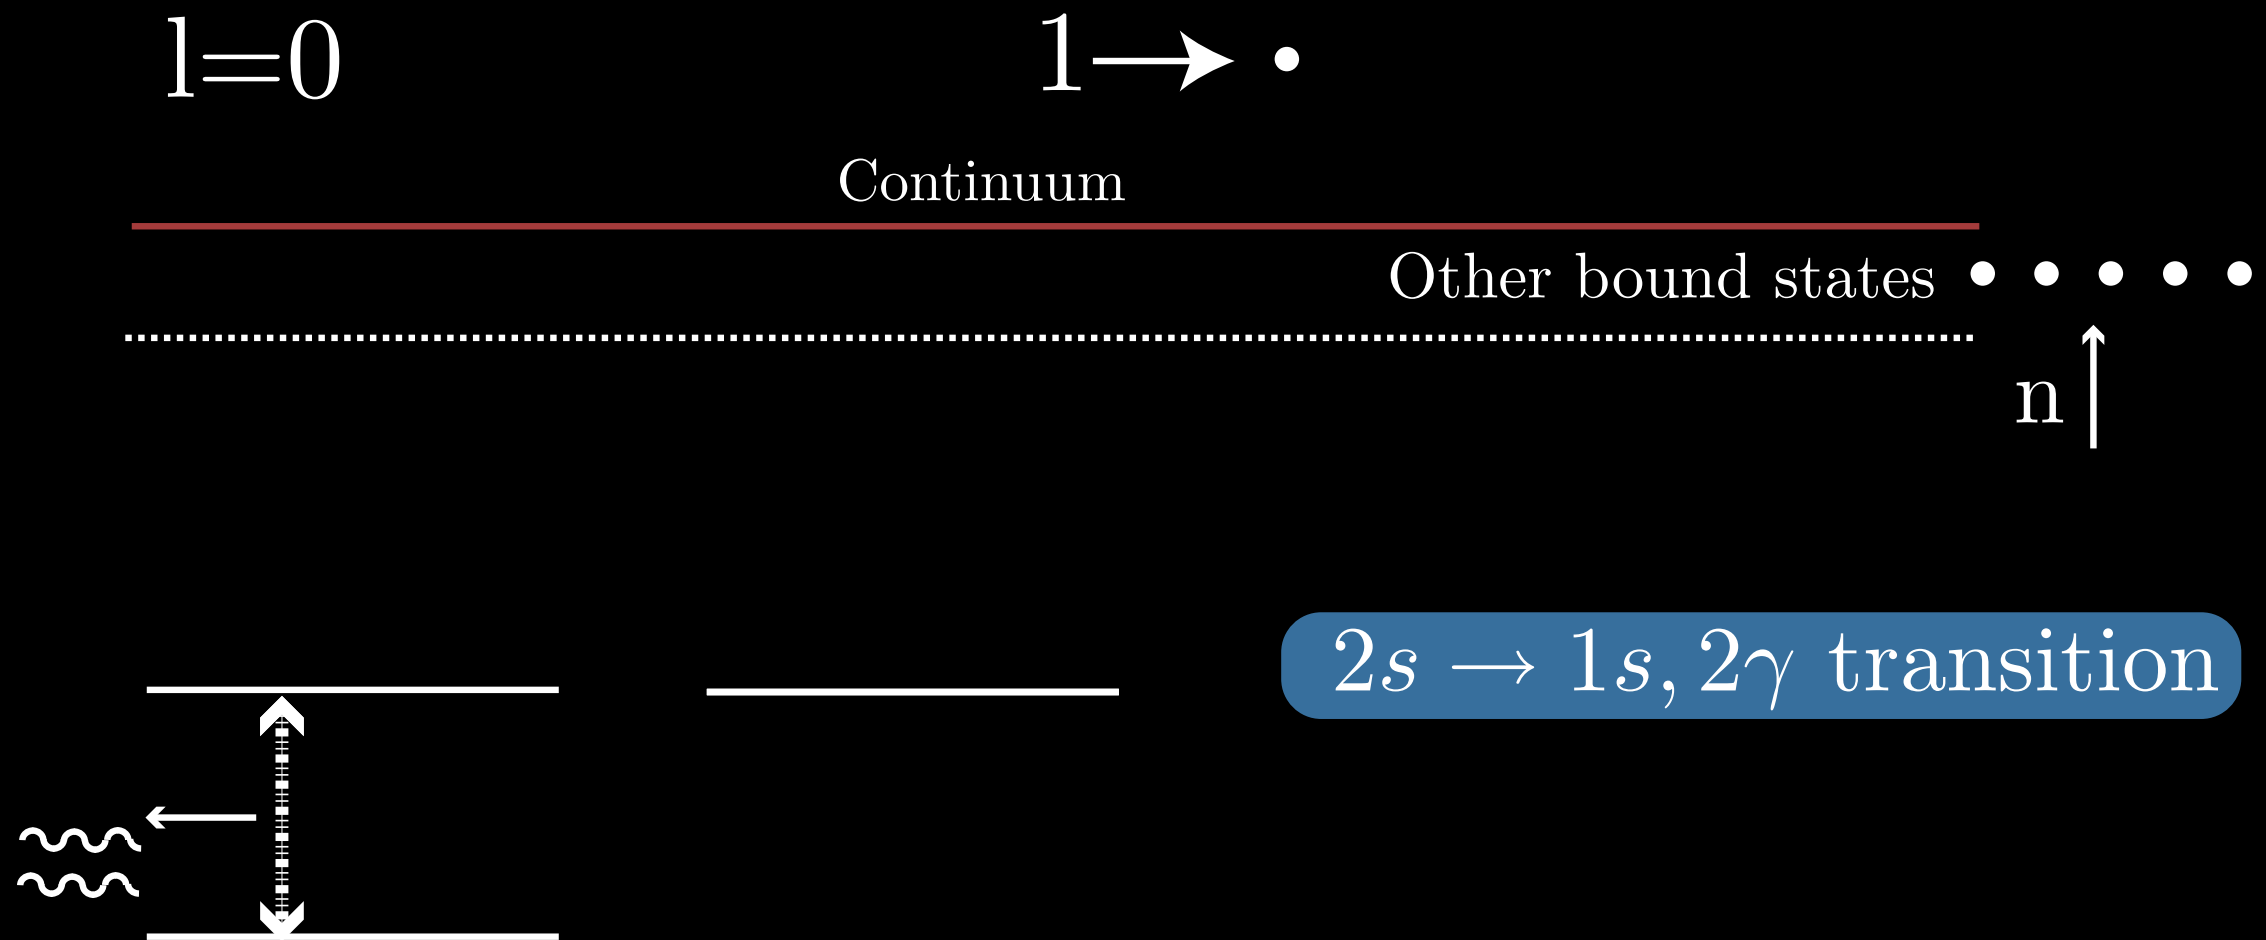 l=0
1→ •
Continuum
Other bound states • • • • •
n
2s → 1s, 2γ transition